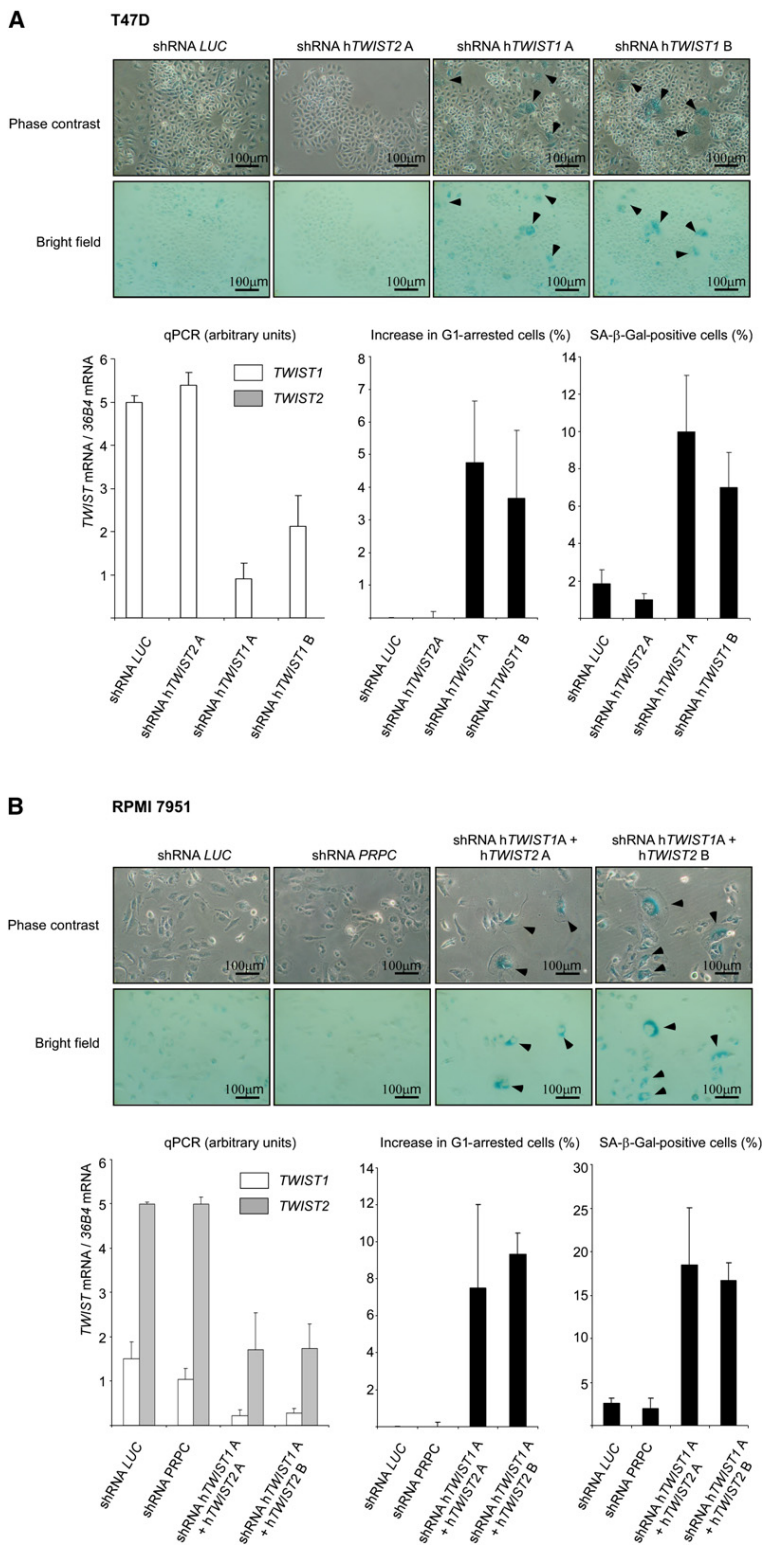 A
T47D
shRNA LUC
shRNA hTWIST2 A
shRNA hTWIST1 A
shRNA hTWIST1 B
Phase contrast
100µm
100µm
100µm
100µm
Bright field
100µm
100µm
100µm
100µm
qPCR (arbitrary units)
TWIST1
TWIST2
TWIST mRNA / 36B4 mRNA
6
5
4
3
2
1
shRNA LUC
shRNA hTWIST2 A
shRNA hTWIST1 A
shRNA hTWIST1 B
Increase in G1-arrested cells (%)
8
7
6
5
4
3
2
1
shRNA LUC
shRNA hTWIST2A
shRNA hTWIST1 A
shRNA hTWIST1 B
SA-β-Gal-positive cells (%)
14
12
10
8
6
4
2
shRNA LUC
shRNA hTWIST2 A
shRNA hTWIST1 A
shRNA hTWIST1 B
B
RPMI 7951
shRNA LUC
shRNA PRPC
shRNA hTWIST1A +
hTWIST2 A
shRNA hTWIST1A +
hTWIST2 B
Phase contrast
100µm
100µm
100µm
100µm
Bright field
100µm
100µm
100µm
100µm
qPCR (arbitrary units)
TWIST1
TWIST2
TWIST mRNA / 36B4 mRNA
6
5
4
3
2
1
shRNA LUC
shRNA PRPC
shRNA hTWIST1 A
+ hTWIST2 A
shRNA hTWIST1 A
+ hTWIST2 B
Increase in G1-arrested cells (%)
14
12
10
8
6
4
2
shRNA LUC
shRNA PRPC
shRNA hTWIST1 A
+ hTWIST2 A
shRNA hTWIST1 A
+ hTWIST2 B
SA-β-Gal-positive cells (%)
30
25
20
15
10
5
shRNA LUC
shRNA PRPC
shRNA hTWIST1 A
+ hTWIST2 A
shRNA hTWIST1 A
+ hTWIST2 B